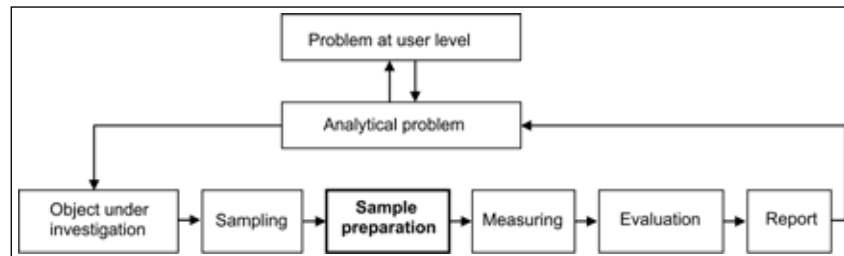 Problem at user level
Analytical problem
Object under
investigation
Sampling
Sample
preparation
Measuring
Evaluation
Report